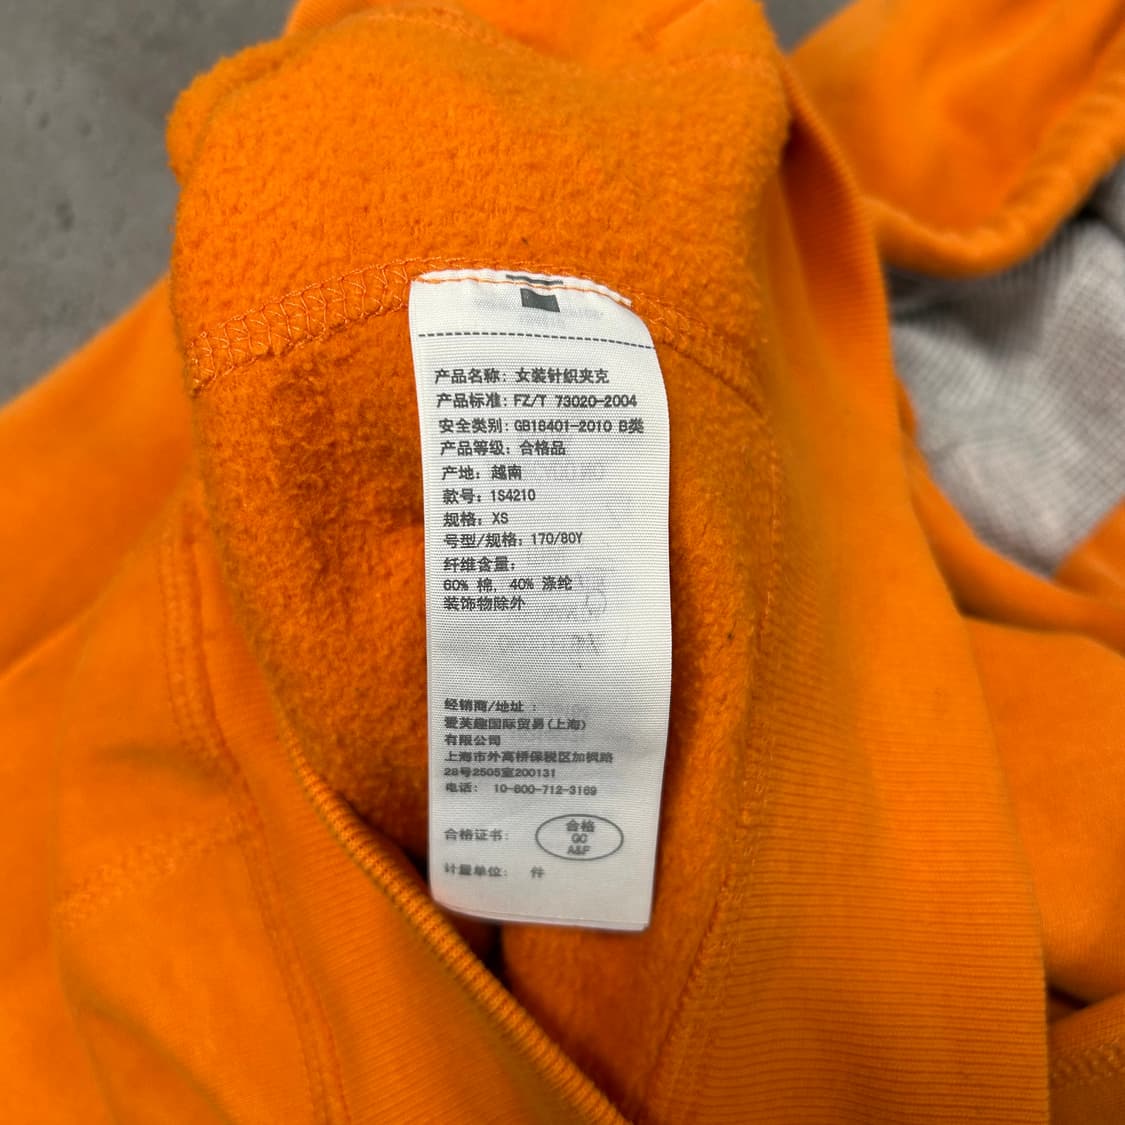 产品名称: 女装针织夹克
产品标准: FZ/T 73020-2004
安全类别: GB18401-2010 B类
产品等级: 合格品
产地: 越南
款号: 1S4210
规格: XS
号型/规格: 170/80Y
纤维含量:
60% 棉, 40% 涤纶
装饰物除外
经销商/地址 :
爱芙趣国际贸易(上海)
有限公司
上海市外高桥保税区加枫路
28号2505室200131
电话: 10-800-712-3169
合格证书: 合格
QC
A&F
计量单位: 件